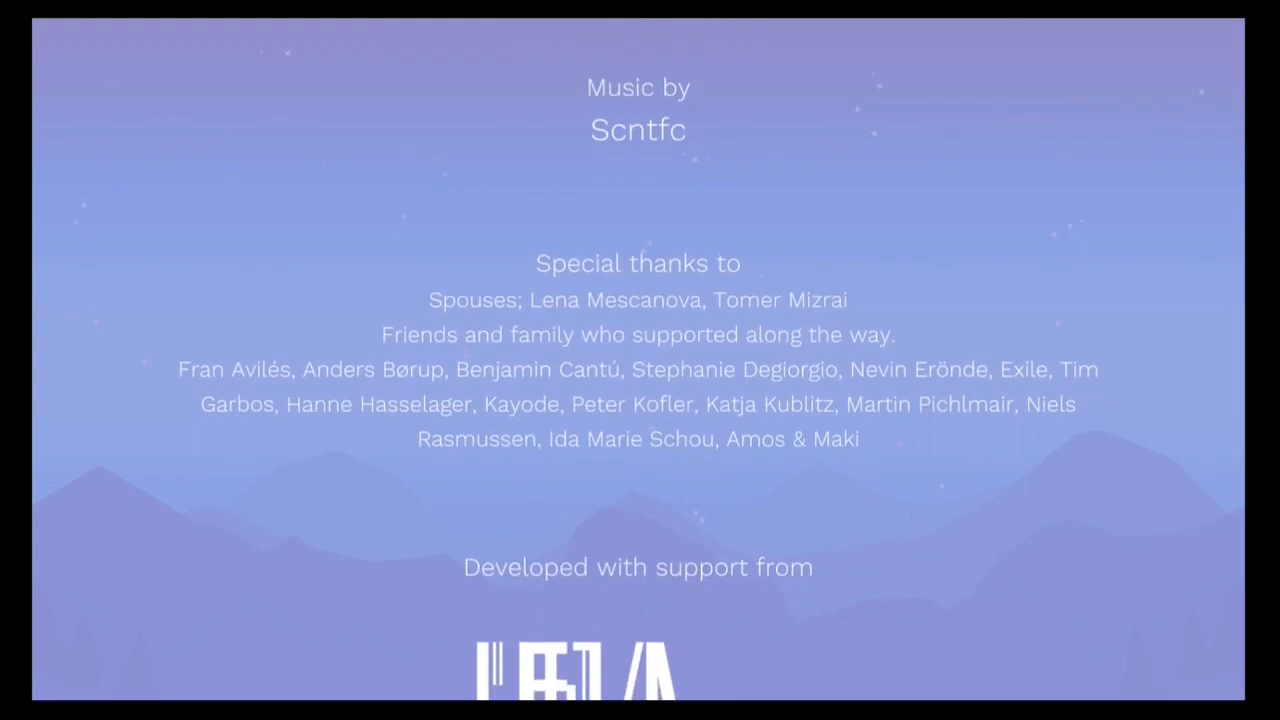 Music by
Scntfc
Special thanks to
Spouses; Lena Mescanova, Tomer Mizrai
Friends and family who supported along the way.
Fran Avilés, Anders Børup, Benjamin Cantú, Stephanie Degiorgio, Nevin Erönde, Exile, Tim
Garbos, Hanne Hasselager, Kayode, Peter Kofler, Katja Kublitz, Martin Pichlmair, Niels
Rasmussen, Ida Marie Schou, Amos & Maki
Developed with support from